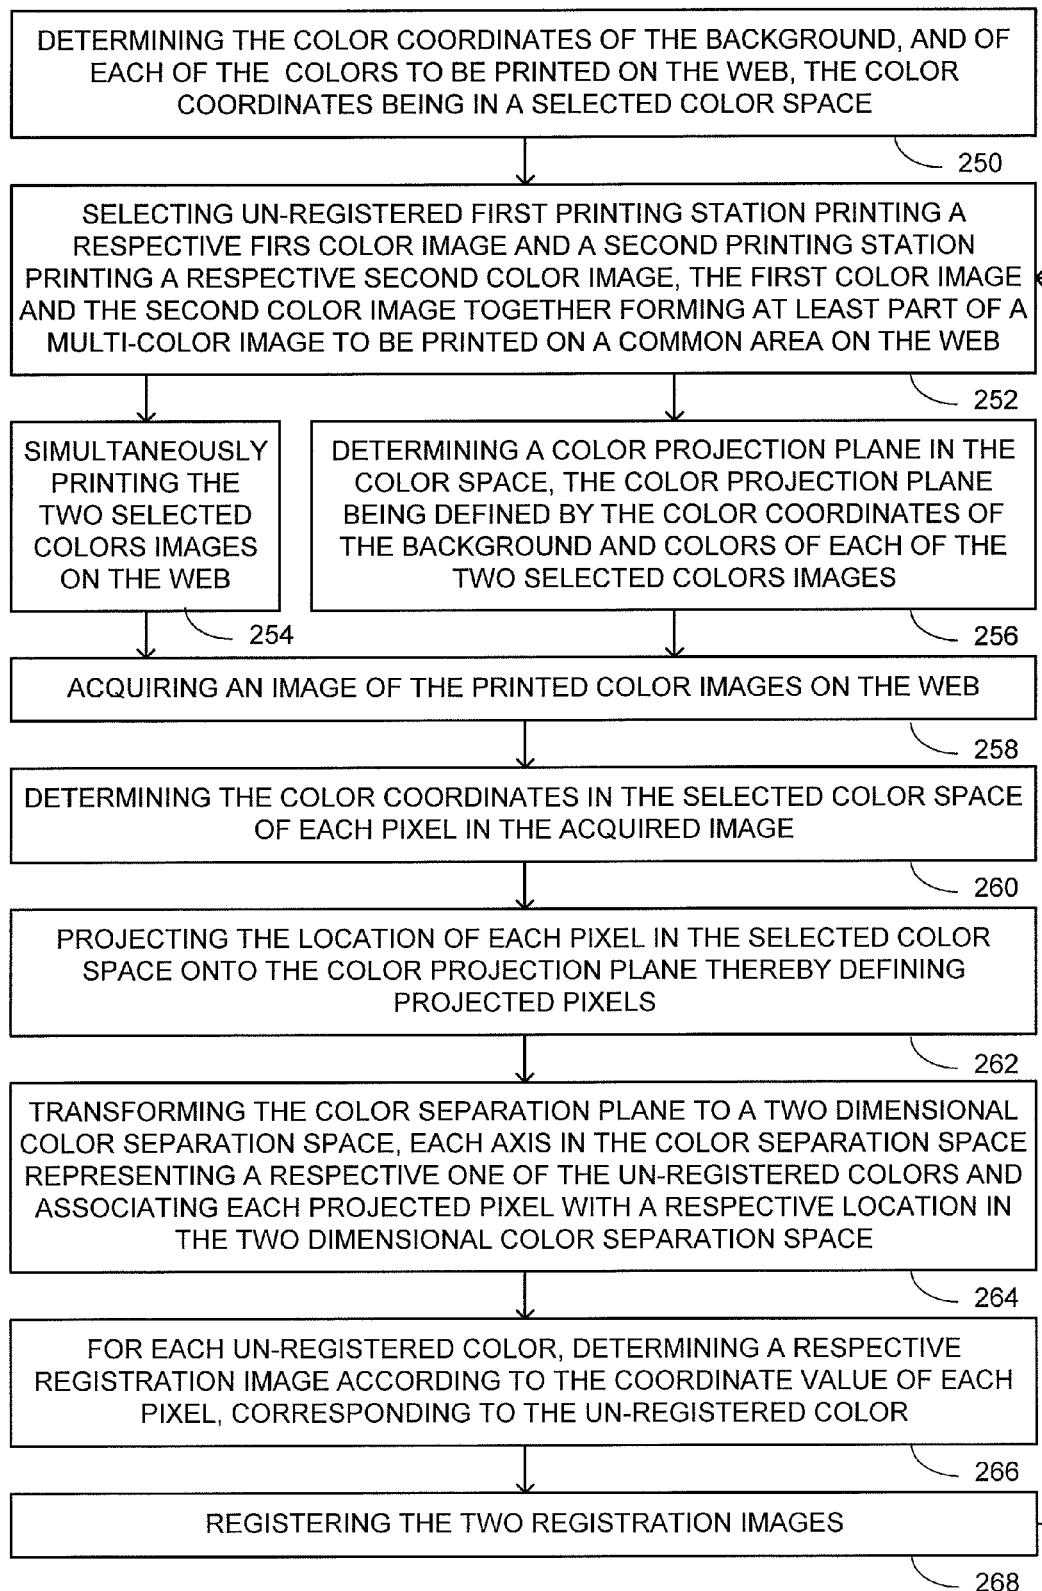 DETERMINING THE COLOR COORDINATES OF THE BACKGROUND, AND OF
EACH OF THE COLORS TO BE PRINTED ON THE WEB, THE COLOR
COORDINATES BEING IN A SELECTED COLOR SPACE
250
SELECTING UN-REGISTERED FIRST PRINTING STATION PRINTING A
RESPECTIVE FIRS COLOR IMAGE AND A SECOND PRINTING STATION
PRINTING A RESPECTIVE SECOND COLOR IMAGE, THE FIRST COLOR IMAGE
AND THE SECOND COLOR IMAGE TOGETHER FORMING AT LEAST PART OF A
MULTI-COLOR IMAGE TO BE PRINTED ON A COMMON AREA ON THE WEB
252
SIMULTANEOUSLY
PRINTING THE
TWO SELECTED
COLORS IMAGES
ON THE WEB
254
DETERMINING A COLOR PROJECTION PLANE IN THE
COLOR SPACE, THE COLOR PROJECTION PLANE
BEING DEFINED BY THE COLOR COORDINATES OF
THE BACKGROUND AND COLORS OF EACH OF THE
TWO SELECTED COLORS IMAGES
256
ACQUIRING AN IMAGE OF THE PRINTED COLOR IMAGES ON THE WEB
258
DETERMINING THE COLOR COORDINATES IN THE SELECTED COLOR SPACE
OF EACH PIXEL IN THE ACQUIRED IMAGE
260
PROJECTING THE LOCATION OF EACH PIXEL IN THE SELECTED COLOR
SPACE ONTO THE COLOR PROJECTION PLANE THEREBY DEFINING
PROJECTED PIXELS
262
TRANSFORMING THE COLOR SEPARATION PLANE TO A TWO DIMENSIONAL
COLOR SEPARATION SPACE, EACH AXIS IN THE COLOR SEPARATION SPACE
REPRESENTING A RESPECTIVE ONE OF THE UN-REGISTERED COLORS AND
ASSOCIATING EACH PROJECTED PIXEL WITH A RESPECTIVE LOCATION IN
THE TWO DIMENSIONAL COLOR SEPARATION SPACE
264
FOR EACH UN-REGISTERED COLOR, DETERMINING A RESPECTIVE
REGISTRATION IMAGE ACCORDING TO THE COORDINATE VALUE OF EACH
PIXEL, CORRESPONDING TO THE UN-REGISTERED COLOR
266
REGISTERING THE TWO REGISTRATION IMAGES
268